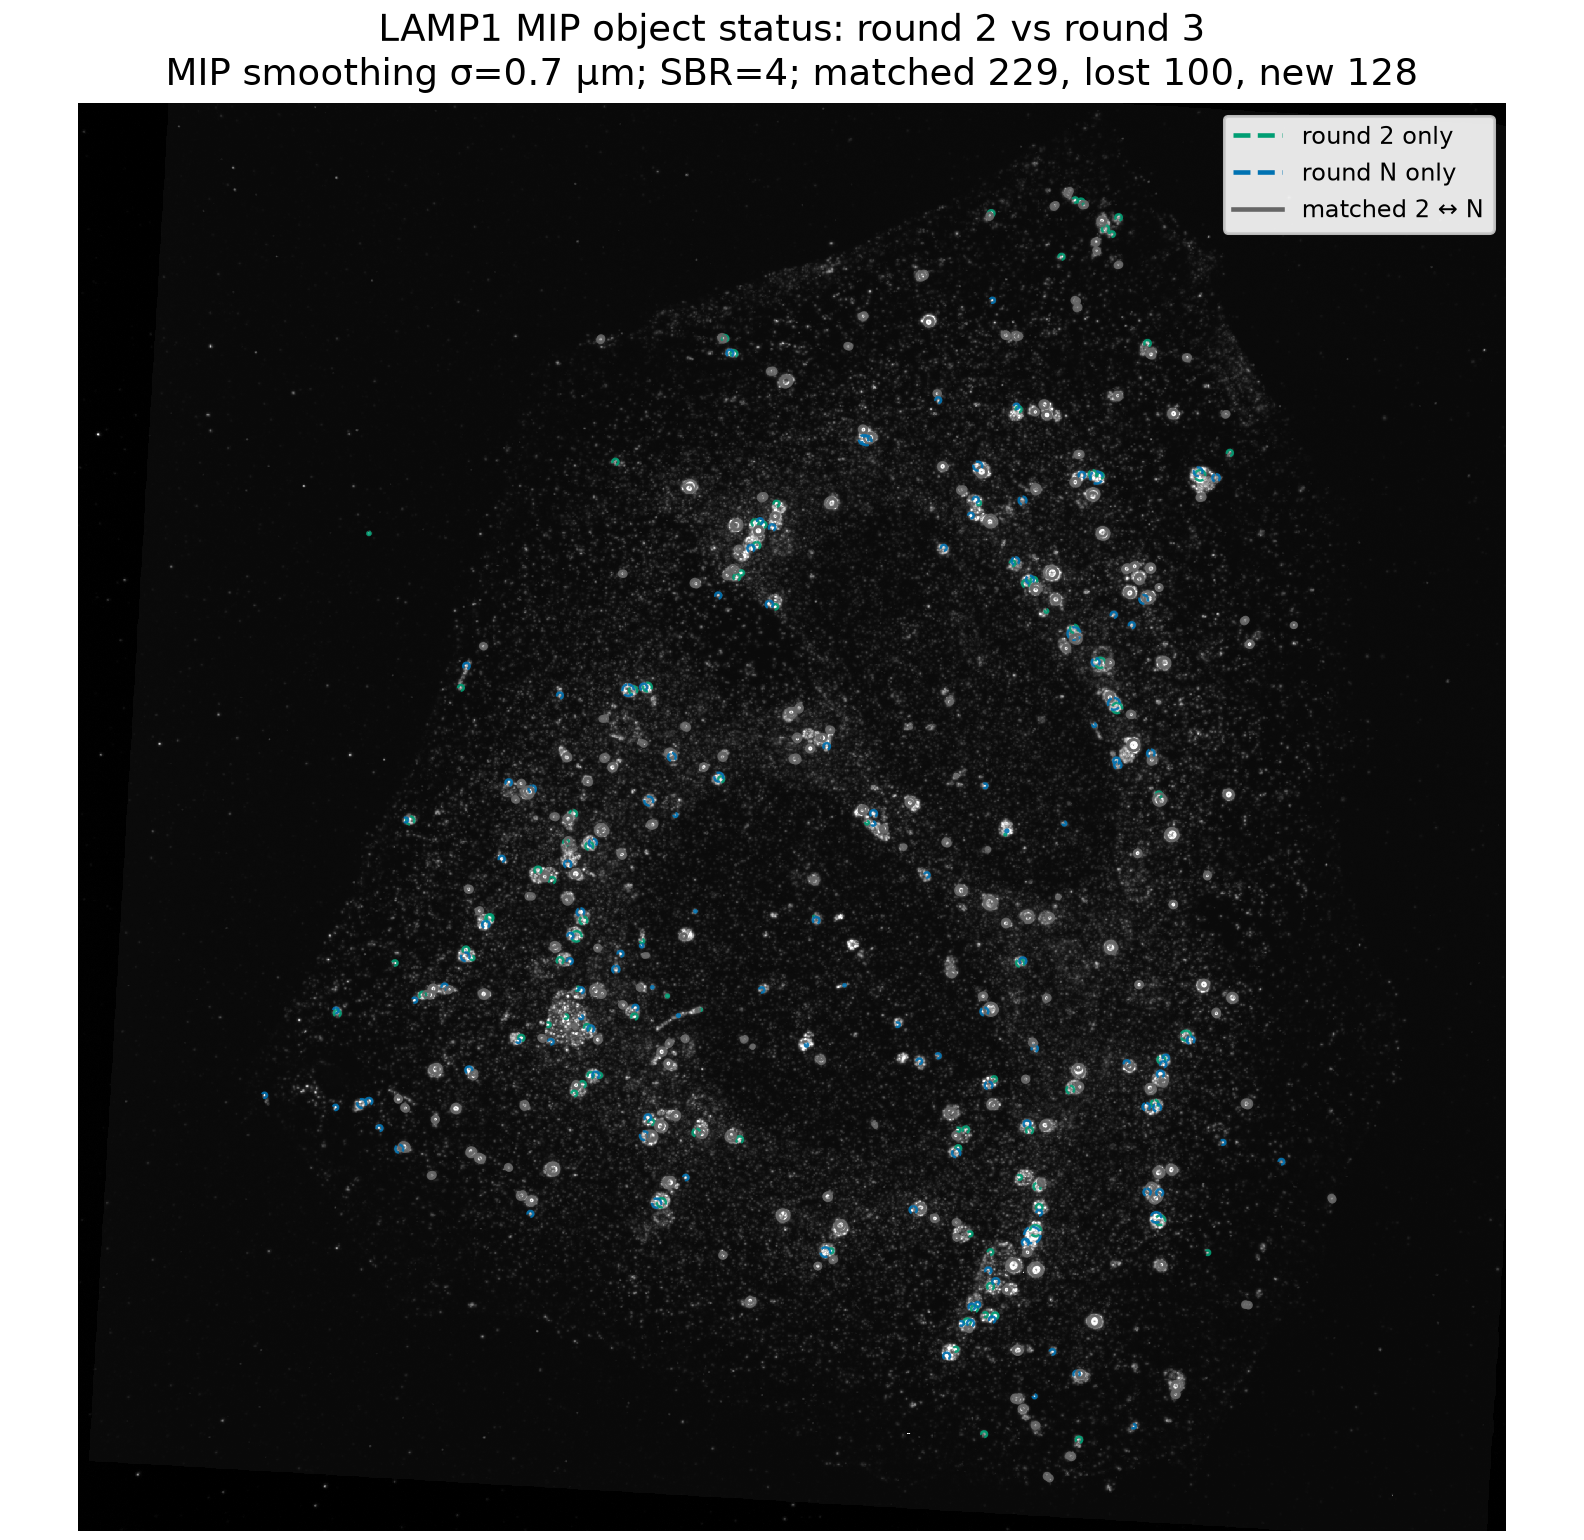 LAMP1 MIP object status: round 2 vs round 3
MIP smoothing σ=0.7 µm; SBR=4; matched 229, lost 100, new 128
round 2 only
round N only
matched 2 ↔ N